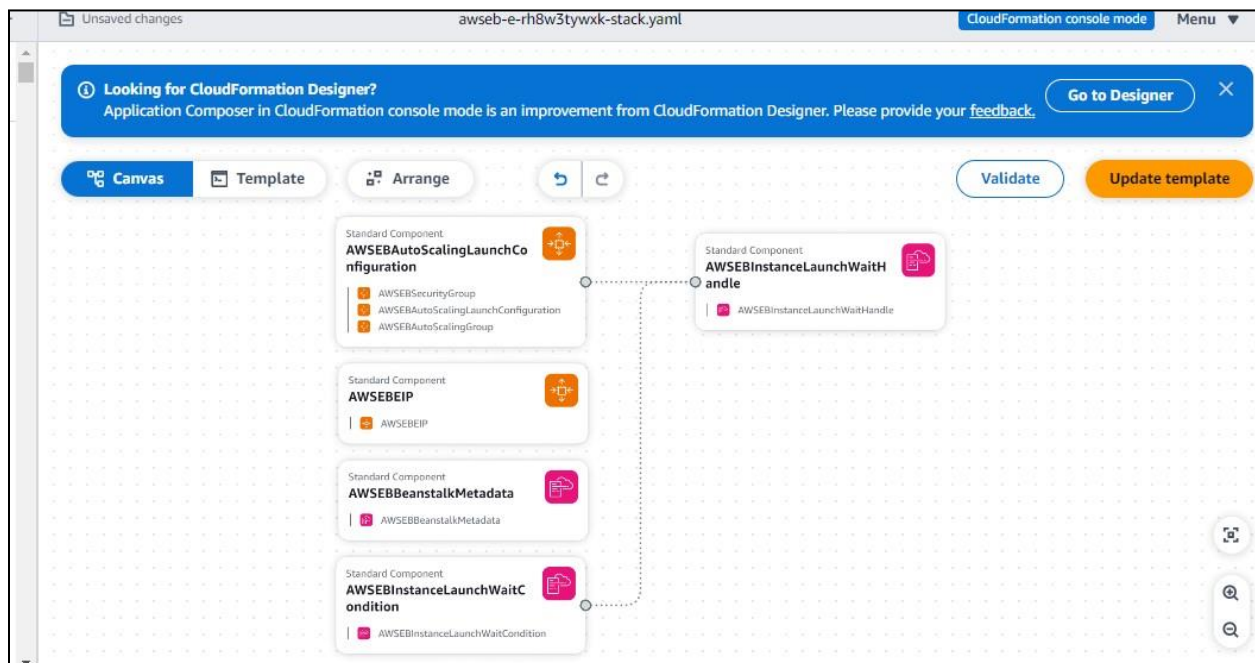 Unsaved changes
awseb-e-rh8w3tywxk-stack.yaml
CloudFormation console mode
Menu
Looking for CloudFormation Designer?
Application Composer in CloudFormation console mode is an improvement from CloudFormation Designer. Please provide your feedback.
Go to Designer
Canvas
Template
Arrange
Validate
Update template
Standard Component
AWSEBAutoScalingLaunchCo
nfiguration
AWSEBSecurityGroup
AWSEBAutoScalingLaunchConfiguration
AWSEBAutoScalingGroup
Standard Component
AWSEBInstanceLaunchWaitH
andle
AWSEBInstanceLaunchWaitHandle
Standard Component
AWSEBEIP
AWSEBEIP
Standard Component
AWSEBBeanstalkMetadata
AWSEBBeanstalkMetadata
Standard Component
AWSEBInstanceLaunchWaitC
ondition
AWSEBInstanceLaunchWaitCondition